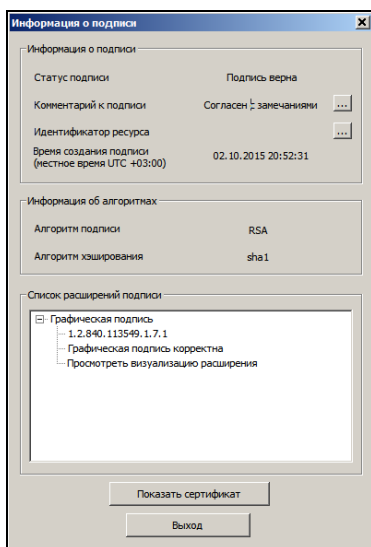 Информация о подписи
Информация о подписи
Статус подписи Подпись верна
Комментарий к подписи Согласен с замечаниями ...
Идентификатор ресурса ...
Время создания подписи
(местное время UTC +03:00) 02.10.2015 20:52:31
Информация об алгоритмах
Алгоритм подписи RSA
Алгоритм хэширования sha1
Список расширений подписи
Графическая подпись
1.2.840.113549.1.7.1
Графическая подпись корректна
Просмотреть визуализацию расширения
Показать сертификат
Выход